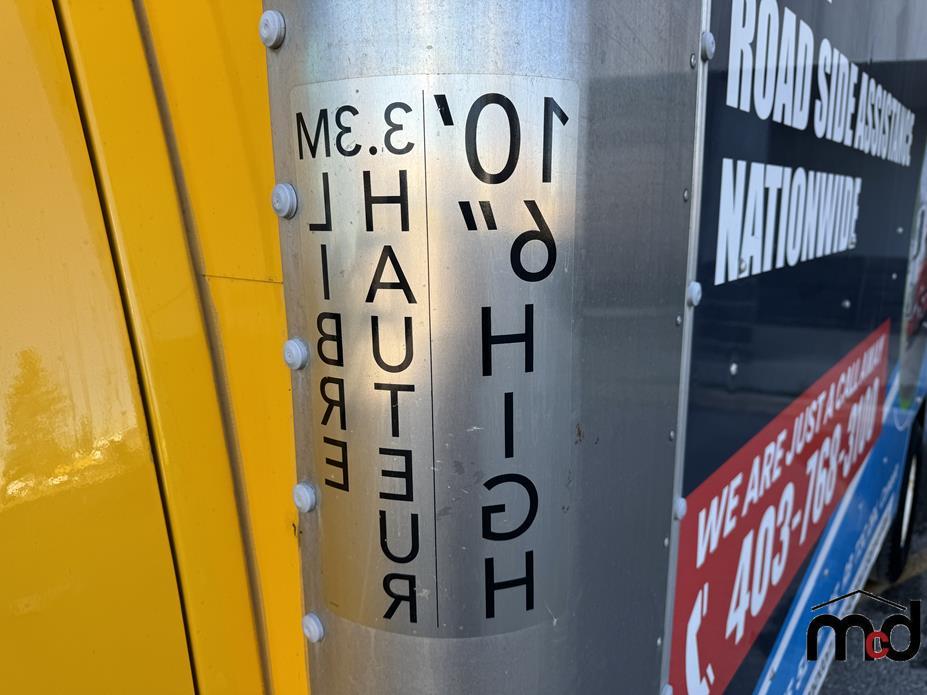 10'
6"
HIGH
3.3M
HAUTEUR
LIBRE
ROAD SIDE ASSISTANCE
NATIONWIDE
WE ARE JUST A CALL AWAY
403-768-3100
mcd